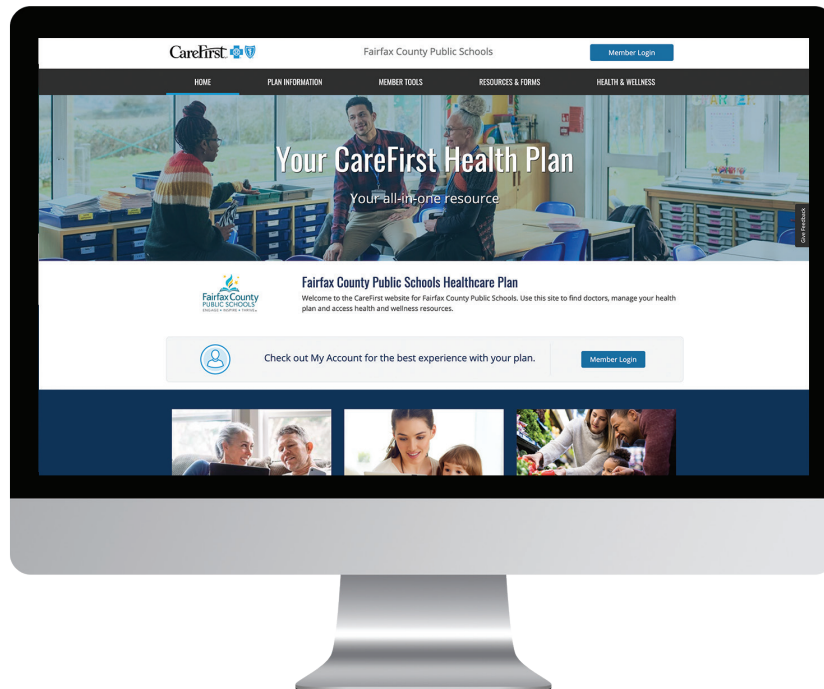 CareFirst
Fairfax County Public Schools
Member Login
HOME
PLAN INFORMATION
MEMBER TOOLS
RESOURCES & FORMS
HEALTH & WELLNESS
Your CareFirst Health Plan
Your all-in-one resource
Give Feedback
Fairfax County
PUBLIC SCHOOLS
ENGAGE • INSPIRE • THRIVE
Fairfax County Public Schools Healthcare Plan
Welcome to the CareFirst website for Fairfax County Public Schools. Use this site to find doctors, manage your health
plan and access health and wellness resources.
Check out My Account for the best experience with your plan.
Member Login